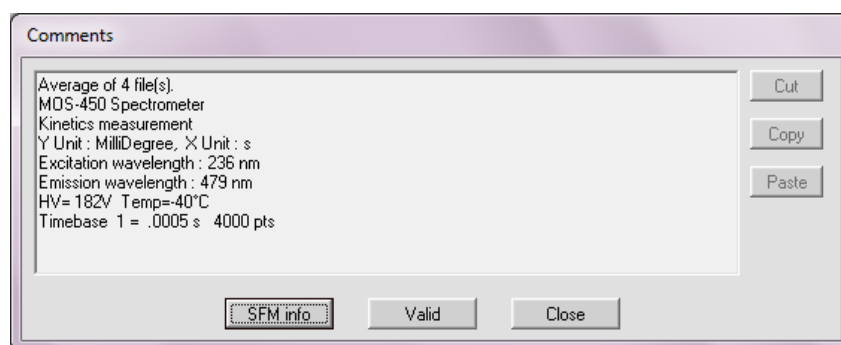 Comments
Average of 4 file(s).
MOS-450 Spectrometer
Kinetics measurement
Y Unit : MilliDegree, X Unit : s
Excitation wavelength : 236 nm
Emission wavelength : 479 nm
HV= 182V Temp=-40°C
Timebase 1 = .0005 s 4000 pts
Cut
Copy
Paste
SFM info
Valid
Close